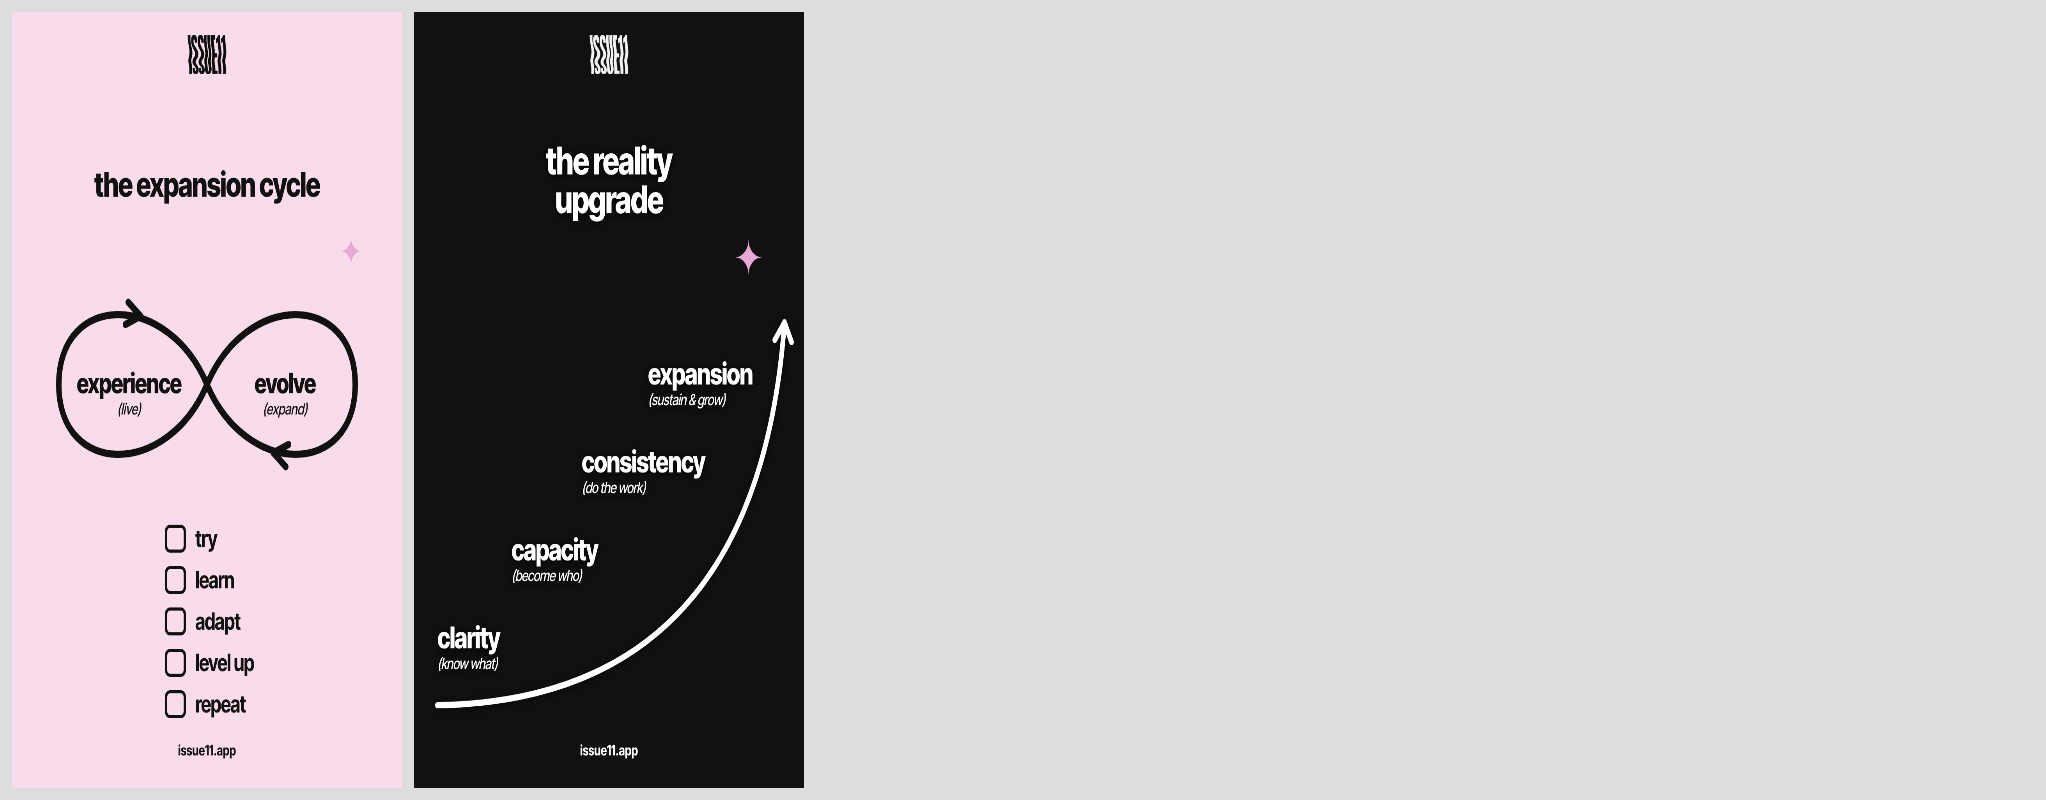 ISSUE11
the expansion cycle
experience
(live)
evolve
(expand)
try
learn
adapt
level up
repeat
issue11.app
ISSUE11
the reality
upgrade
expansion
(sustain & grow)
consistency
(do the work)
capacity
(become who)
clarity
(know what)
issue11.app